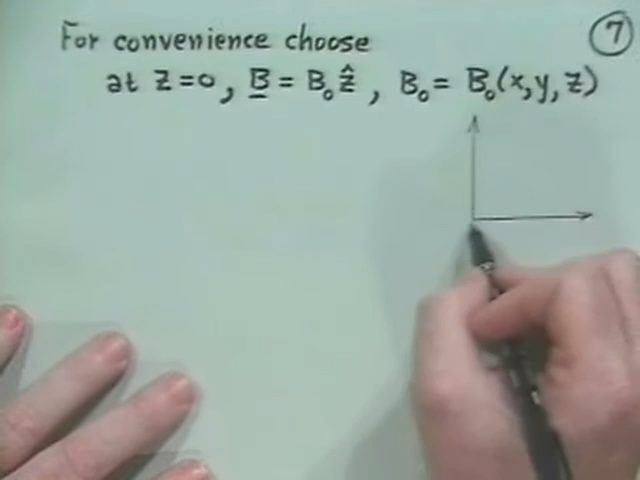 For convenience choose
⑦
at z=0, B̲ = B₀ẑ, B₀ = B₀(x,y,z)